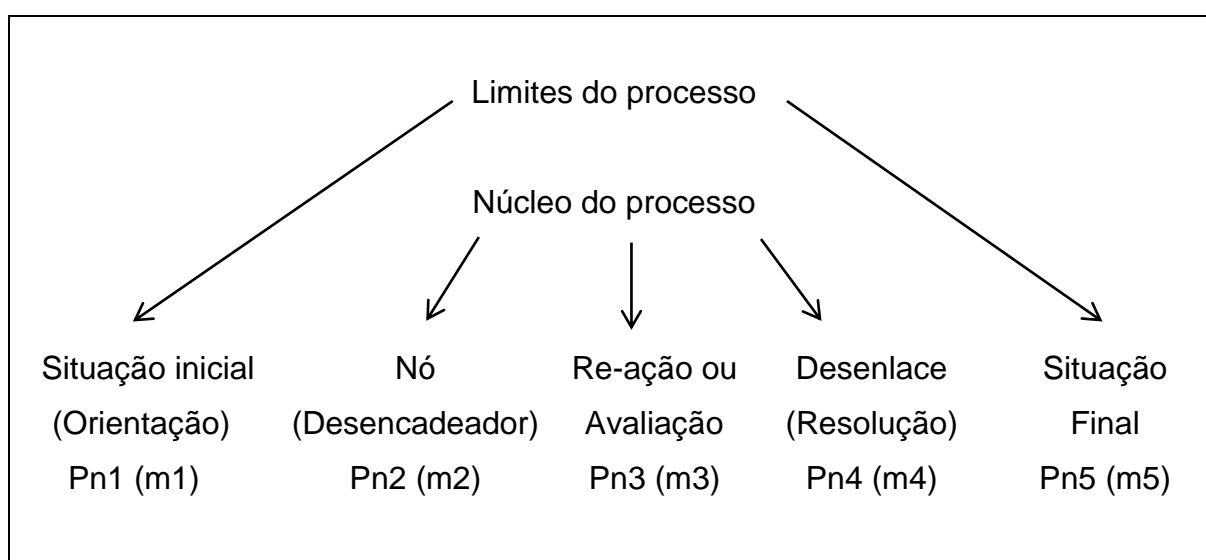 Limites do processo
Núcleo do processo
Situação inicial Nó Re-ação ou Desenlace Situação
(Orientação) (Desencadeador) Avaliação (Resolução) Final
Pn1 (m1) Pn2 (m2) Pn3 (m3) Pn4 (m4) Pn5 (m5)